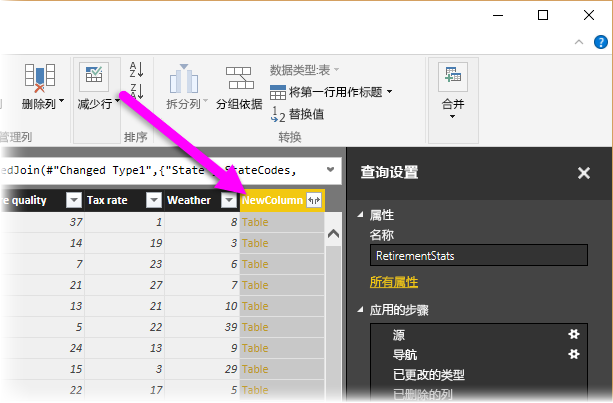 删除列 减少行 A Z Z A 拆分列 分组依据 数据类型:表 合并
将第一行用作标题
1 2 替换值
管理列 排序 转换
edJoin(#"Changed Type1",{"State StateCodes,
查询设置
e quality Tax rate Weather NewColumn
37 1 8 Table
14 19 3 Table
7 23 6 Table
21 27 7 Table
13 21 10 Table
5 22 39 Table
24 13 9 Table
15 3 29 Table
22 17 5 Table
属性
名称
RetirementStats
所有属性
应用的步骤
源
导航
已更改的类型
已删除的列